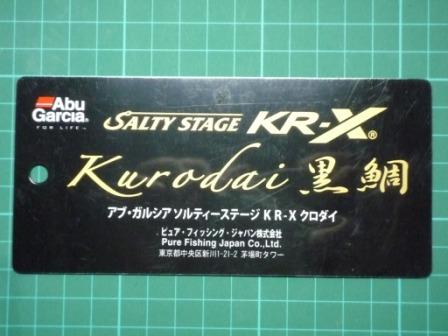 Abu
Garcia®
FOR LIFE™
SALTY STAGE KR-X®
Kurodai 黒鯛
アブ・ガルシア ソルティーステージ KR-X クロダイ
ピュア・フィッシング・ジャパン株式会社
Pure Fishing Japan Co.,Ltd.
東京都中央区新川1-21-2 茅場町タワー